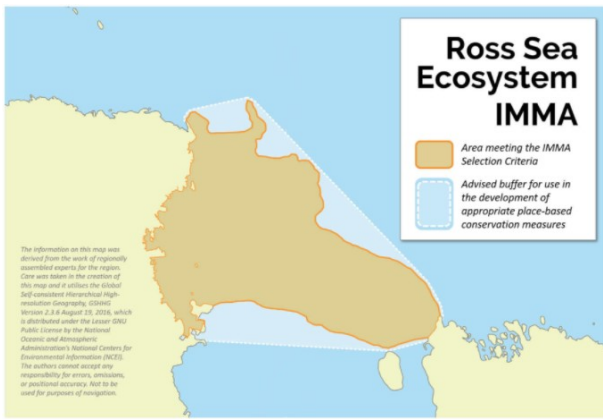 Ross Sea
Ecosystem
IMMA
Area meeting the IMMA
Selection Criteria
Advised buffer for use in
the development of
appropriate place-based
conservation measures
The information on this map was
derived from the work of regionally
assembled experts for the region.
Care was taken in the creation of
this map and it utilises the Global
Self-consistent Hierarchical High-
resolution Geography, GSHHG
Version 2.3.6 August 19, 2016, which
is distributed under the Lesser GNU
Public License by the National
Oceanic and Atmospheric
Administration's National Centers for
Environmental Information (NCEI).
The authors cannot accept any
responsibility for errors, omissions,
or positional accuracy. Not to be
used for purposes of navigation.